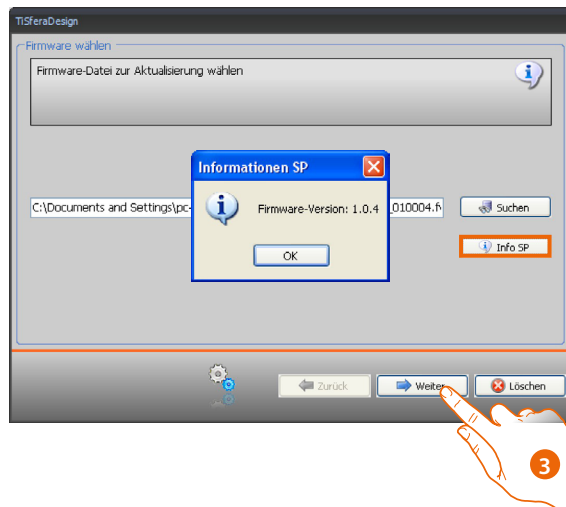 TiSferaDesign
Firmware wählen
Firmware-Datei zur Aktualisierung wählen
Informationen SP
Firmware-Version: 1.0.4
OK
C:\Documents and Settings\pc-
_010004.f
Suchen
Info SP
Zurück
Weiter
Löschen
3